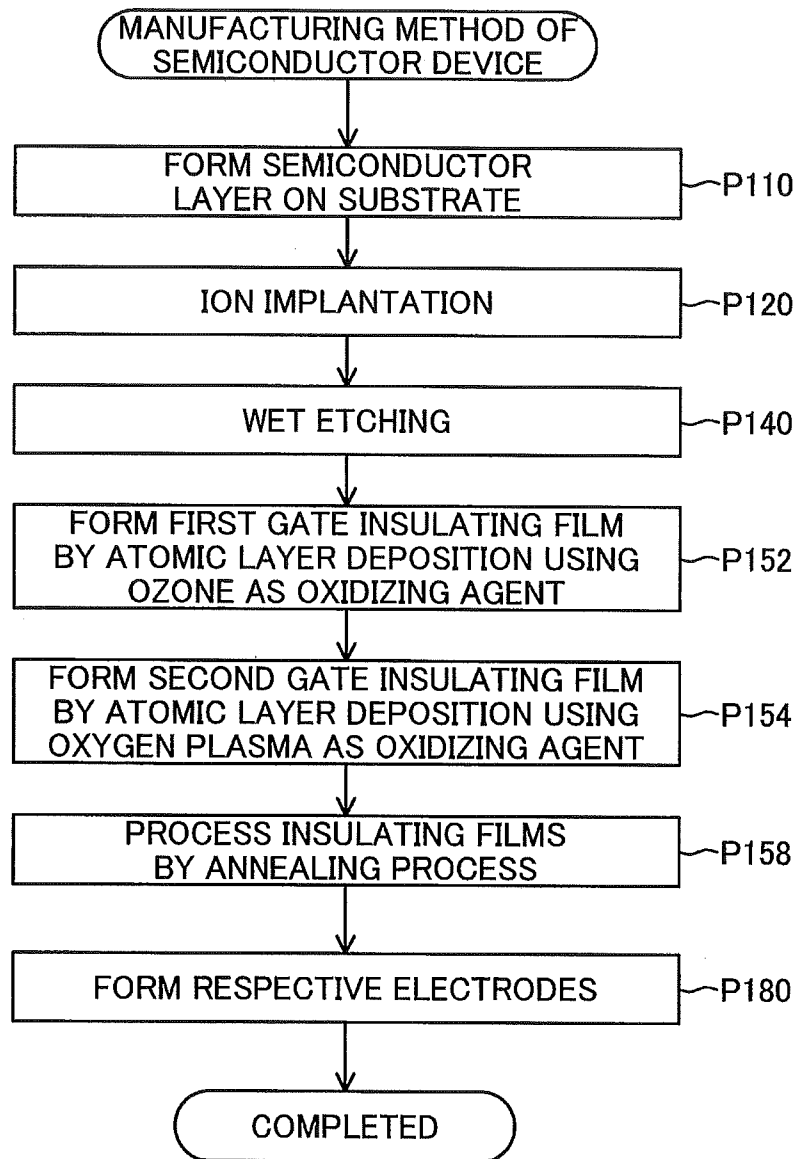 MANUFACTURING METHOD OF
SEMICONDUCTOR DEVICE
FORM SEMICONDUCTOR
LAYER ON SUBSTRATE
P110
ION IMPLANTATION
P120
WET ETCHING
P140
FORM FIRST GATE INSULATING FILM
BY ATOMIC LAYER DEPOSITION USING
OZONE AS OXIDIZING AGENT
P152
FORM SECOND GATE INSULATING FILM
BY ATOMIC LAYER DEPOSITION USING
OXYGEN PLASMA AS OXIDIZING AGENT
P154
PROCESS INSULATING FILMS
BY ANNEALING PROCESS
P158
FORM RESPECTIVE ELECTRODES
P180
COMPLETED